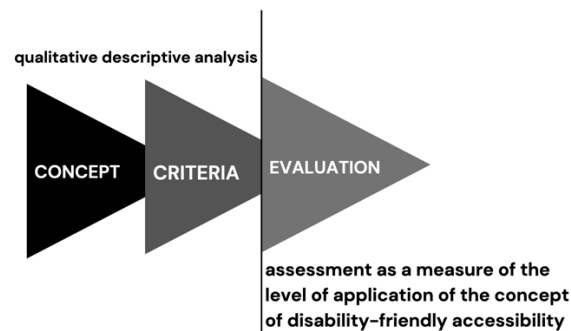 qualitative descriptive analysis
CONCEPT
CRITERIA
EVALUATION
assessment as a measure of the
level of application of the concept
of disability-friendly accessibility